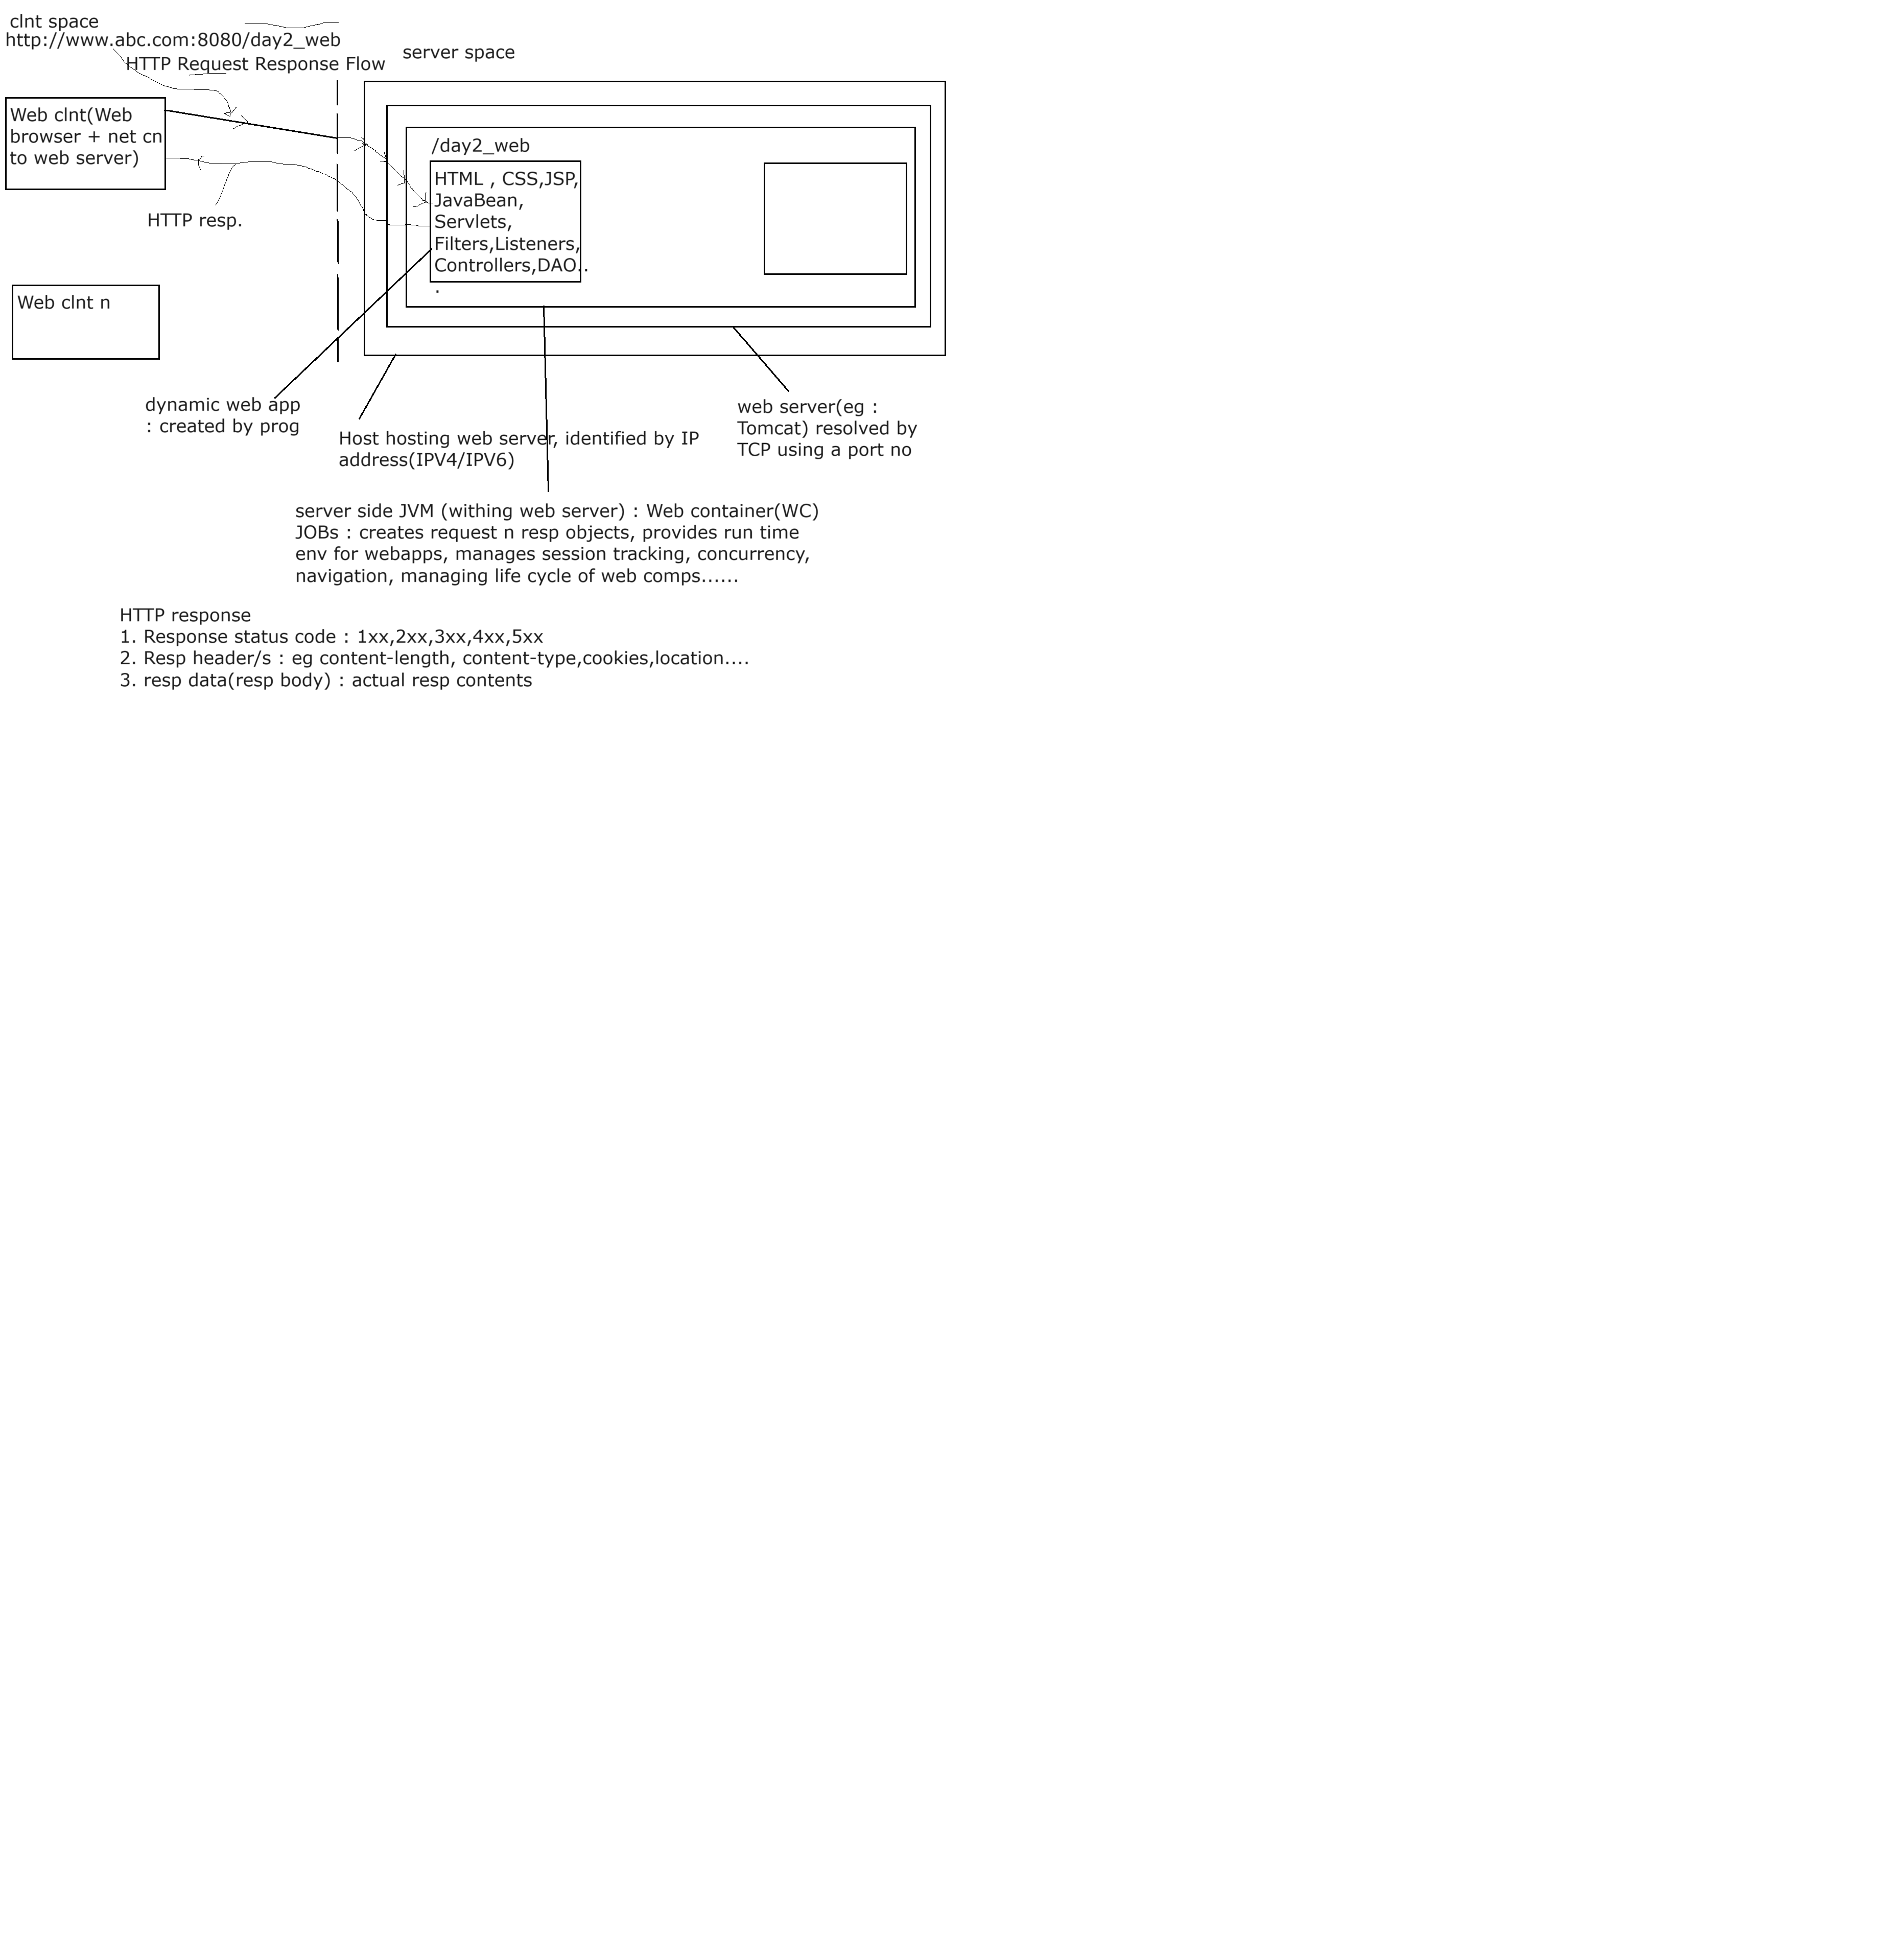 clnt space
http://www.abc.com:8080/day2_web
HTTP Request Response Flow
server space
Web clnt(Web
browser + net cn
to web server)
/day2_web
HTML , CSS,JSP,
JavaBean,
Servlets,
Filters,Listeners,
Controllers,DAO..
.
HTTP resp.
Web clnt n
dynamic web app
: created by prog
Host hosting web server, identified by IP
address(IPV4/IPV6)
web server(eg :
Tomcat) resolved by
TCP using a port no
server side JVM (withing web server) : Web container(WC)
JOBs : creates request n resp objects, provides run time
env for webapps, manages session tracking, concurrency,
navigation, managing life cycle of web comps......
HTTP response
1. Response status code : 1xx,2xx,3xx,4xx,5xx
2. Resp header/s : eg content-length, content-type,cookies,location....
3. resp data(resp body) : actual resp contents